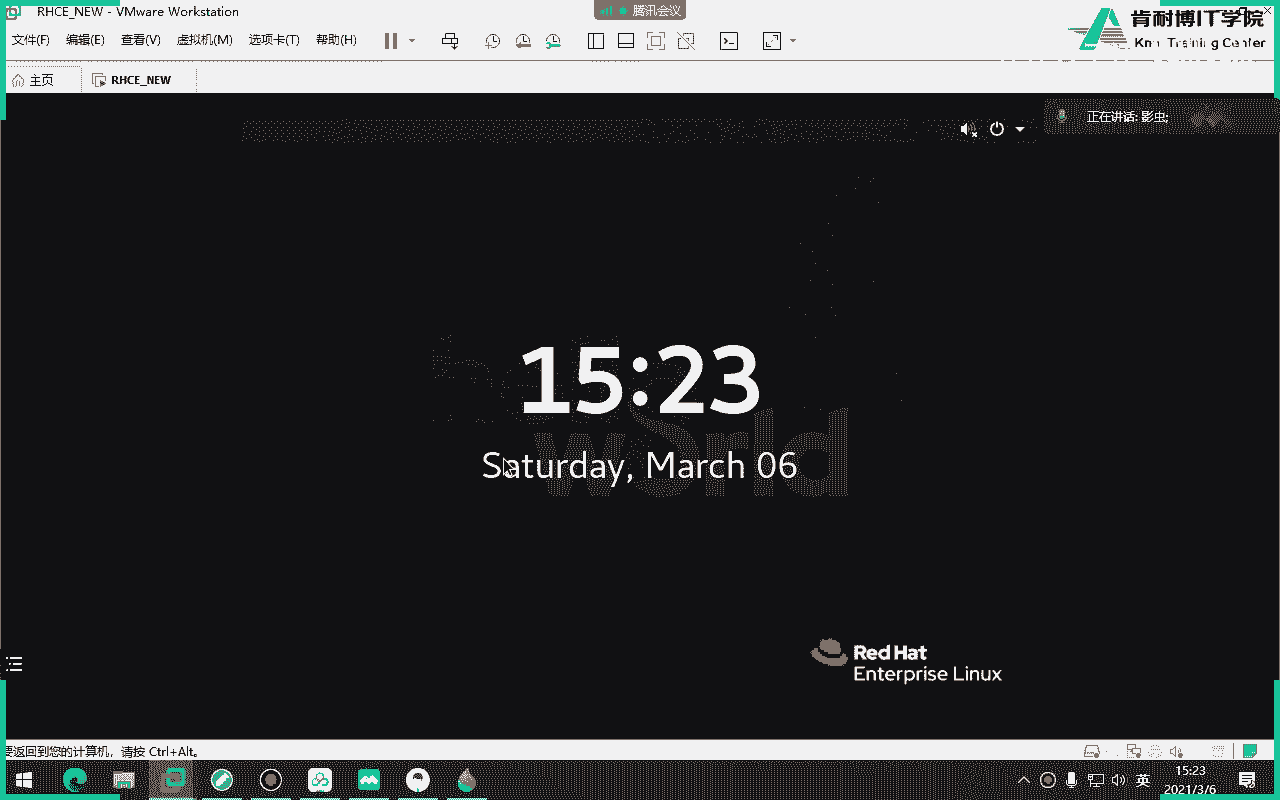 RHCE_NEW - VMware Workstation
腾讯会议
肯耐博IT学院
Training Center
文件(F) 编辑(E) 查看(V) 虚拟机(M) 选项卡(T) 帮助(H)
主页
RHCE_NEW
正在讲话: 影虫;
15:23
world
Saturday, March 06
Red Hat
Enterprise Linux
要返回到您的计算机，请按 Ctrl+Alt。
英
15:23
2021/3/6